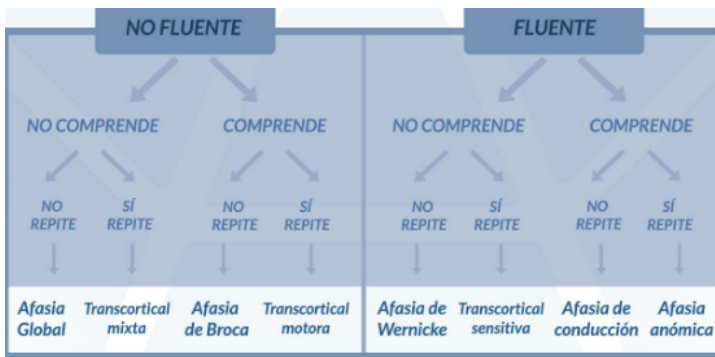 NO FLUENTE
FLUENTE
NO COMPRENDE
COMPRENDE
NO COMPRENDE
COMPRENDE
NO
REPITE
SÍ
REPITE
NO
REPITE
SÍ
REPITE
NO
REPITE
SÍ
REPITE
NO
REPITE
SÍ
REPITE
Afasia
Global
Transcortical
mixta
Afasia
de Broca
Transcortical
motora
Afasia de
Wernicke
Transcortical
sensitiva
Afasia de
conducción
Afasia
anómica